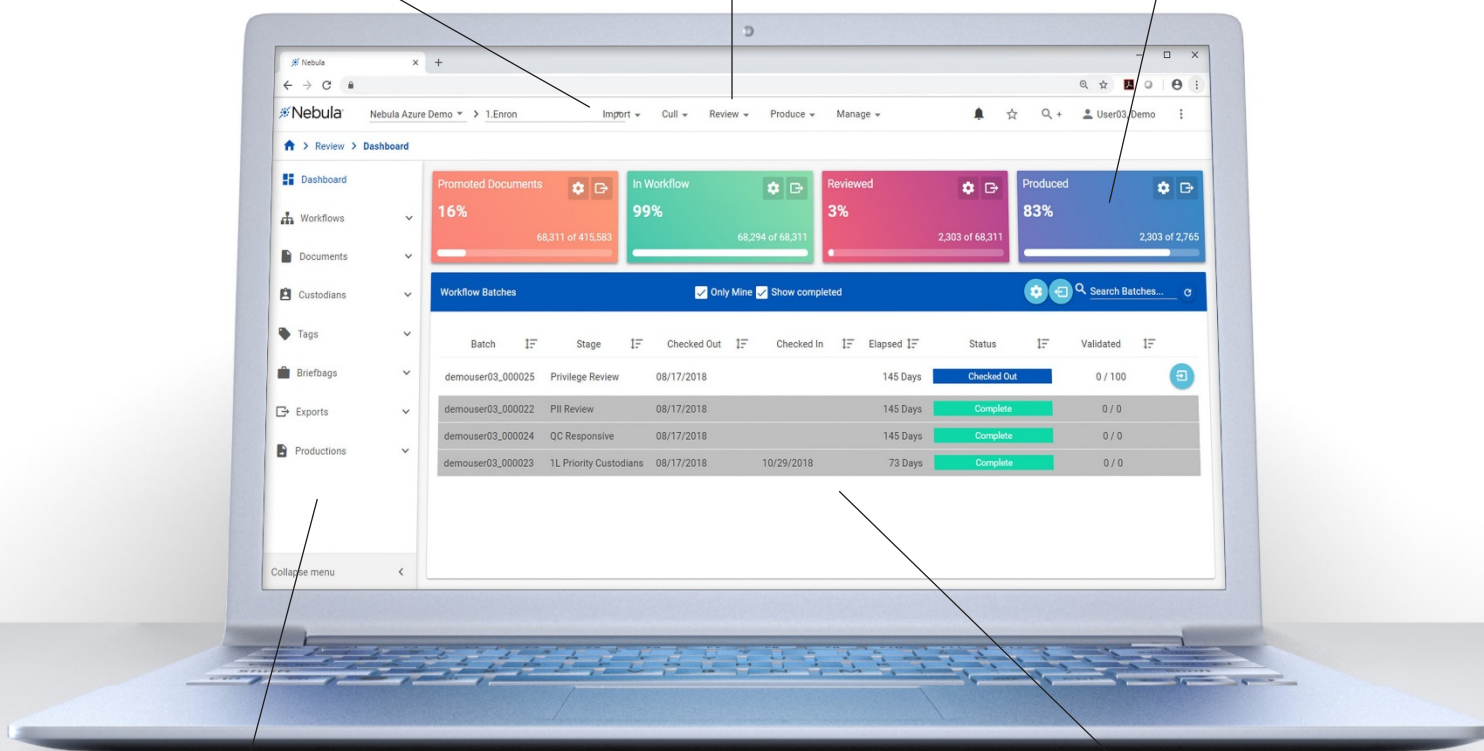 Nebula
Nebula
Nebula Azure Demo > 1.Enron
Import
Cull
Review
Produce
Manage
User03, Demo
> Review > Dashboard
Dashboard
Workflows
Documents
Custodians
Tags
Briefbags
Exports
Productions
Collapse menu
Promoted Documents
16%
68,311 of 415,583
In Workflow
99%
68,294 of 68,311
Reviewed
3%
2,303 of 68,311
Produced
83%
2,303 of 2,765
Workflow Batches
Only Mine
Show completed
Search Batches...
Batch Stage Checked Out Checked In Elapsed Status Validated
demouser03_000025 Privilege Review 08/17/2018 145 Days Checked Out 0 / 100
demouser03_000022 PII Review 08/17/2018 145 Days Complete 0 / 0
demouser03_000024 QC Responsive 08/17/2018 145 Days Complete 0 / 0
demouser03_000023 1L Priority Custodians 08/17/2018 10/29/2018 73 Days Complete 0 / 0